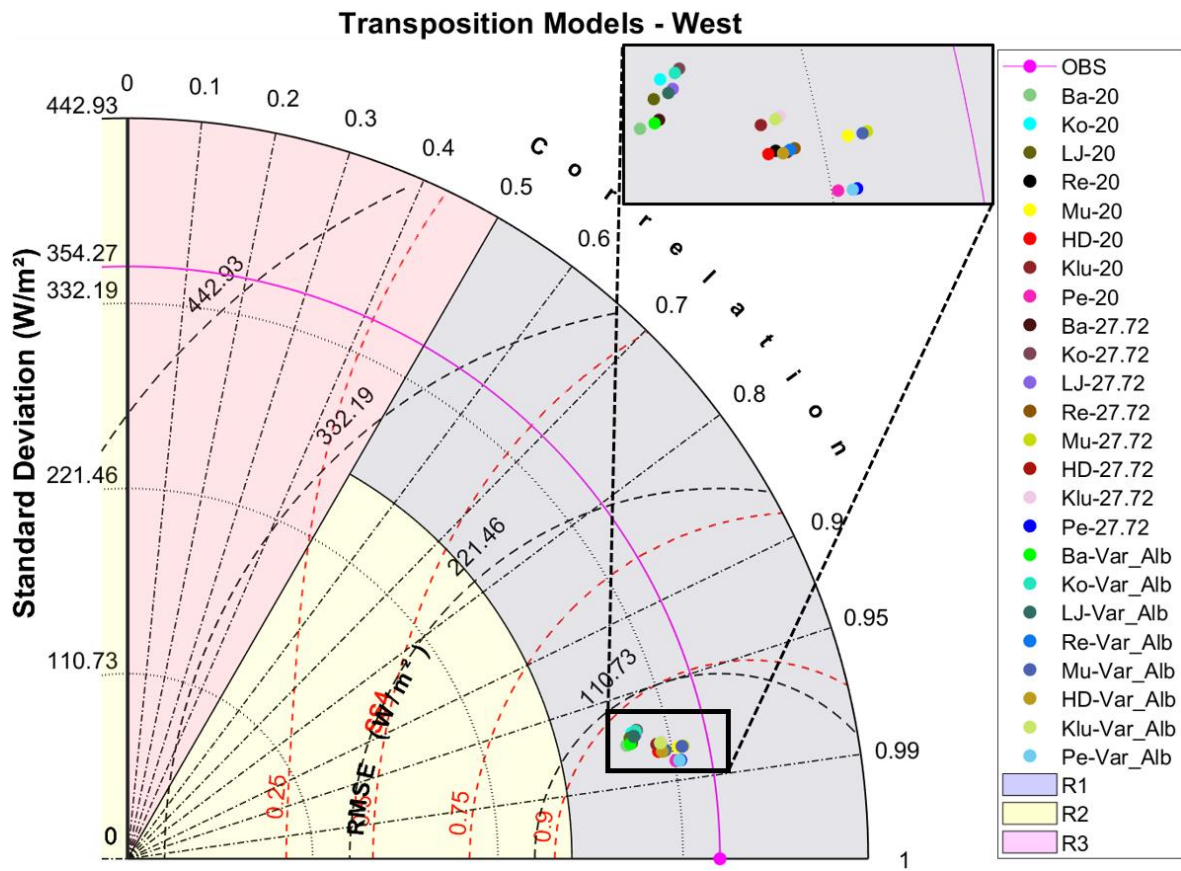 Transposition Models - West
Standard Deviation (W/m²)
442.93
354.27
332.19
221.46
110.73
0
0
0.1
0.2
0.3
0.4
0.5
0.6
0.7
0.8
0.9
0.95
0.99
1
Correlation
442.93
332.19
221.46
110.73
RMSE (W/m²)
SS4
0.25
0.75
0.9
OBS
Ba-20
Ko-20
LJ-20
Re-20
Mu-20
HD-20
Klu-20
Pe-20
Ba-27.72
Ko-27.72
LJ-27.72
Re-27.72
Mu-27.72
HD-27.72
Klu-27.72
Pe-27.72
Ba-Var_Alb
Ko-Var_Alb
LJ-Var_Alb
Re-Var_Alb
Mu-Var_Alb
HD-Var_Alb
Klu-Var_Alb
Pe-Var_Alb
R1
R2
R3